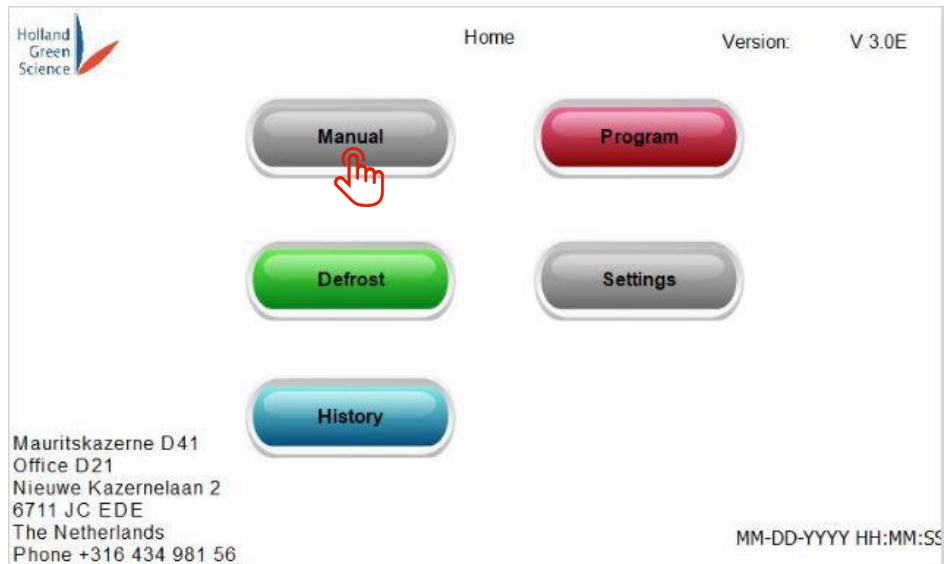 Holland
Green
Science
Home
Version: V 3.0E
Manual
Program
Defrost
Settings
History
Mauritskazerne D41
Office D21
Nieuwe Kazernelaan 2
6711 JC EDE
The Netherlands
Phone +316 434 981 56
MM-DD-YYYY HH:MM:SS